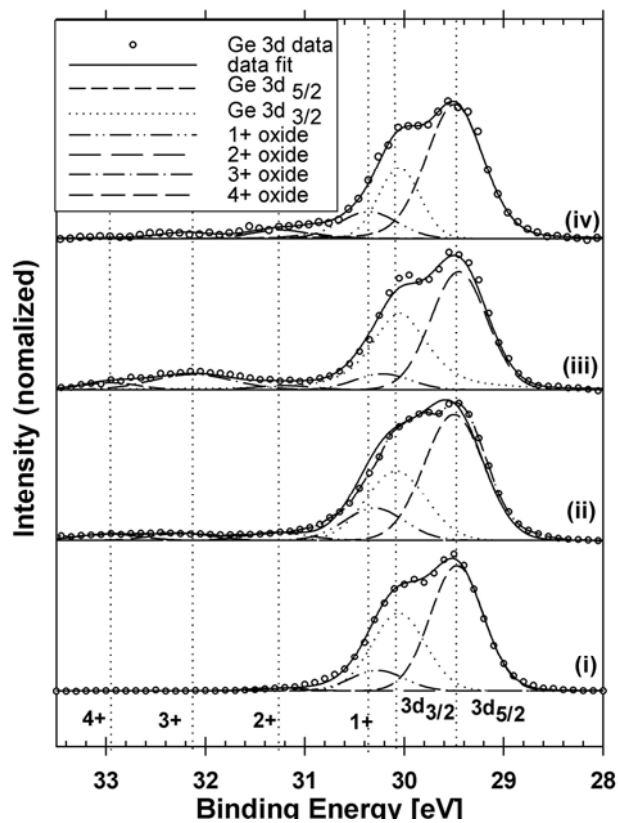 Ge 3d data
data fit
Ge 3d 5/2
Ge 3d 3/2
1+ oxide
2+ oxide
3+ oxide
4+ oxide
(iv)
(iii)
(ii)
(i)
4+ 3+ 2+ 1+ 3d3/2 3d5/2
33 32 31 30 29 28
Binding Energy [eV]
Intensity (nomalized)